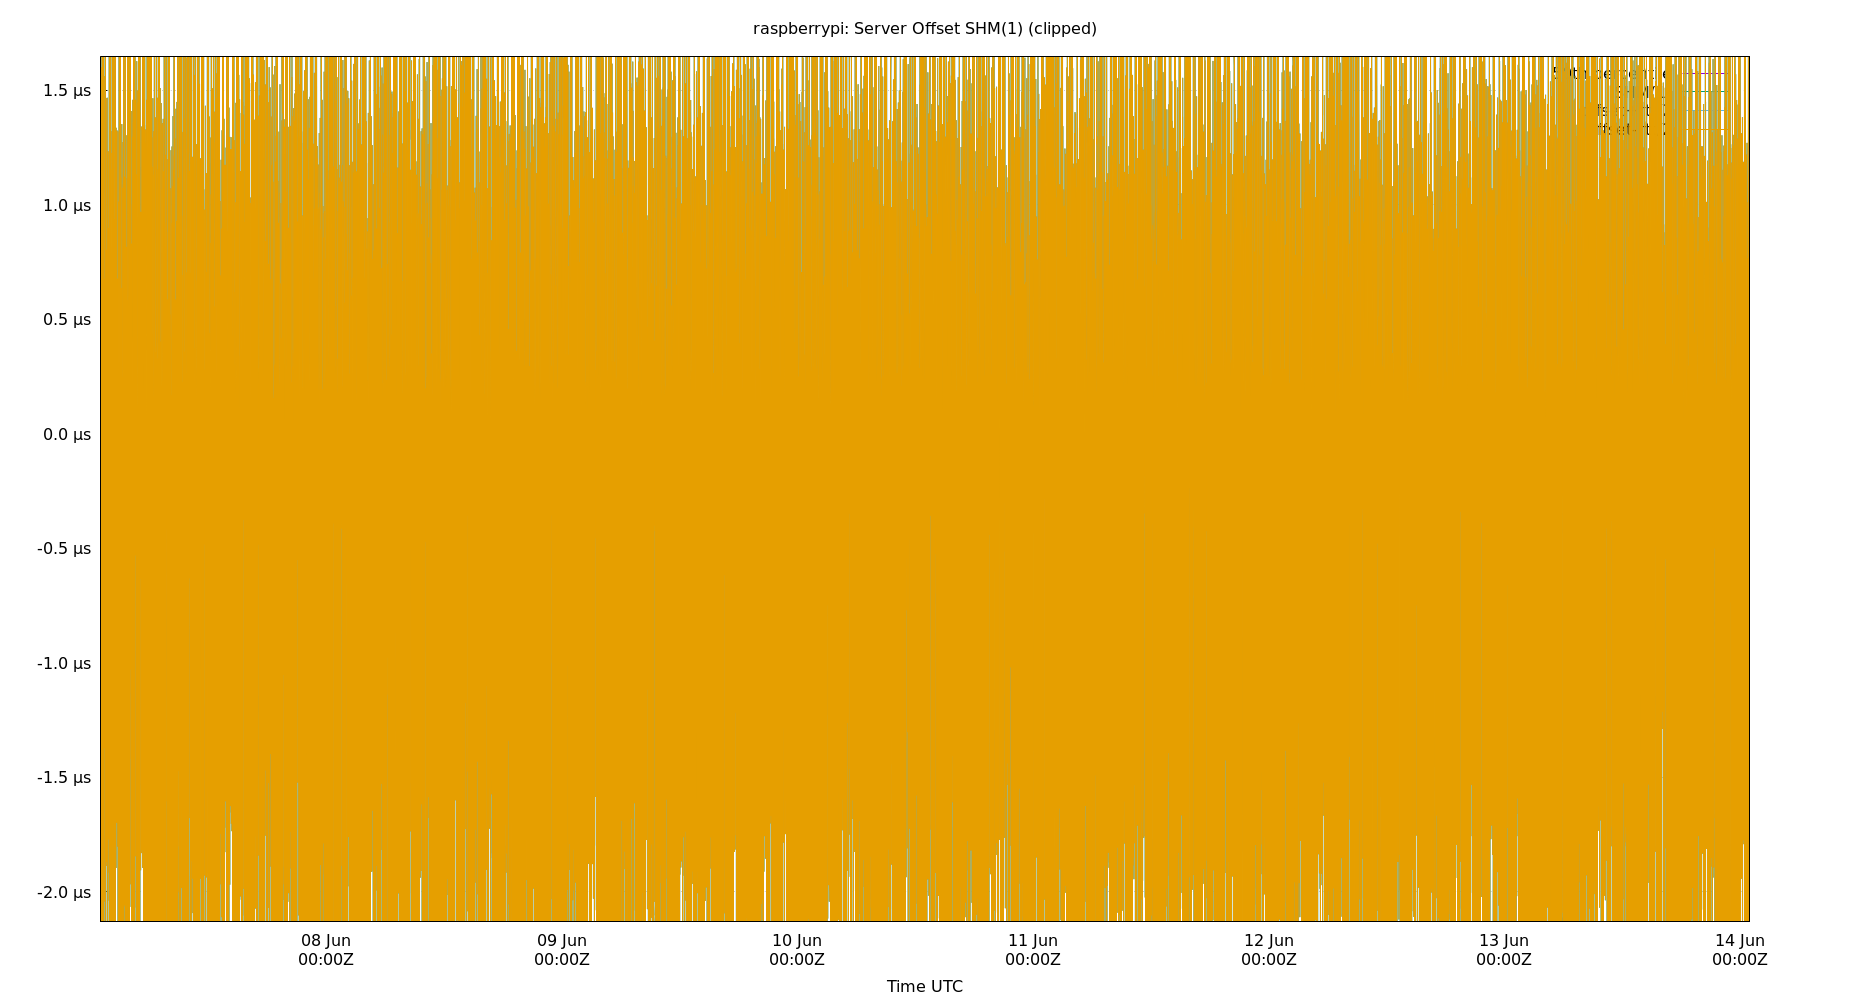 raspberrypi: Server Offset SHM(1) (clipped)
1.5 µs
1.0 µs
0.5 µs
0.0 µs
-0.5 µs
-1.0 µs
-1.5 µs
-2.0 µs
08 Jun 09 Jun 10 Jun 11 Jun 12 Jun 13 Jun 14 Jun
00:00Z 00:00Z 00:00Z 00:00Z 00:00Z 00:00Z 00:00Z
Time UTC